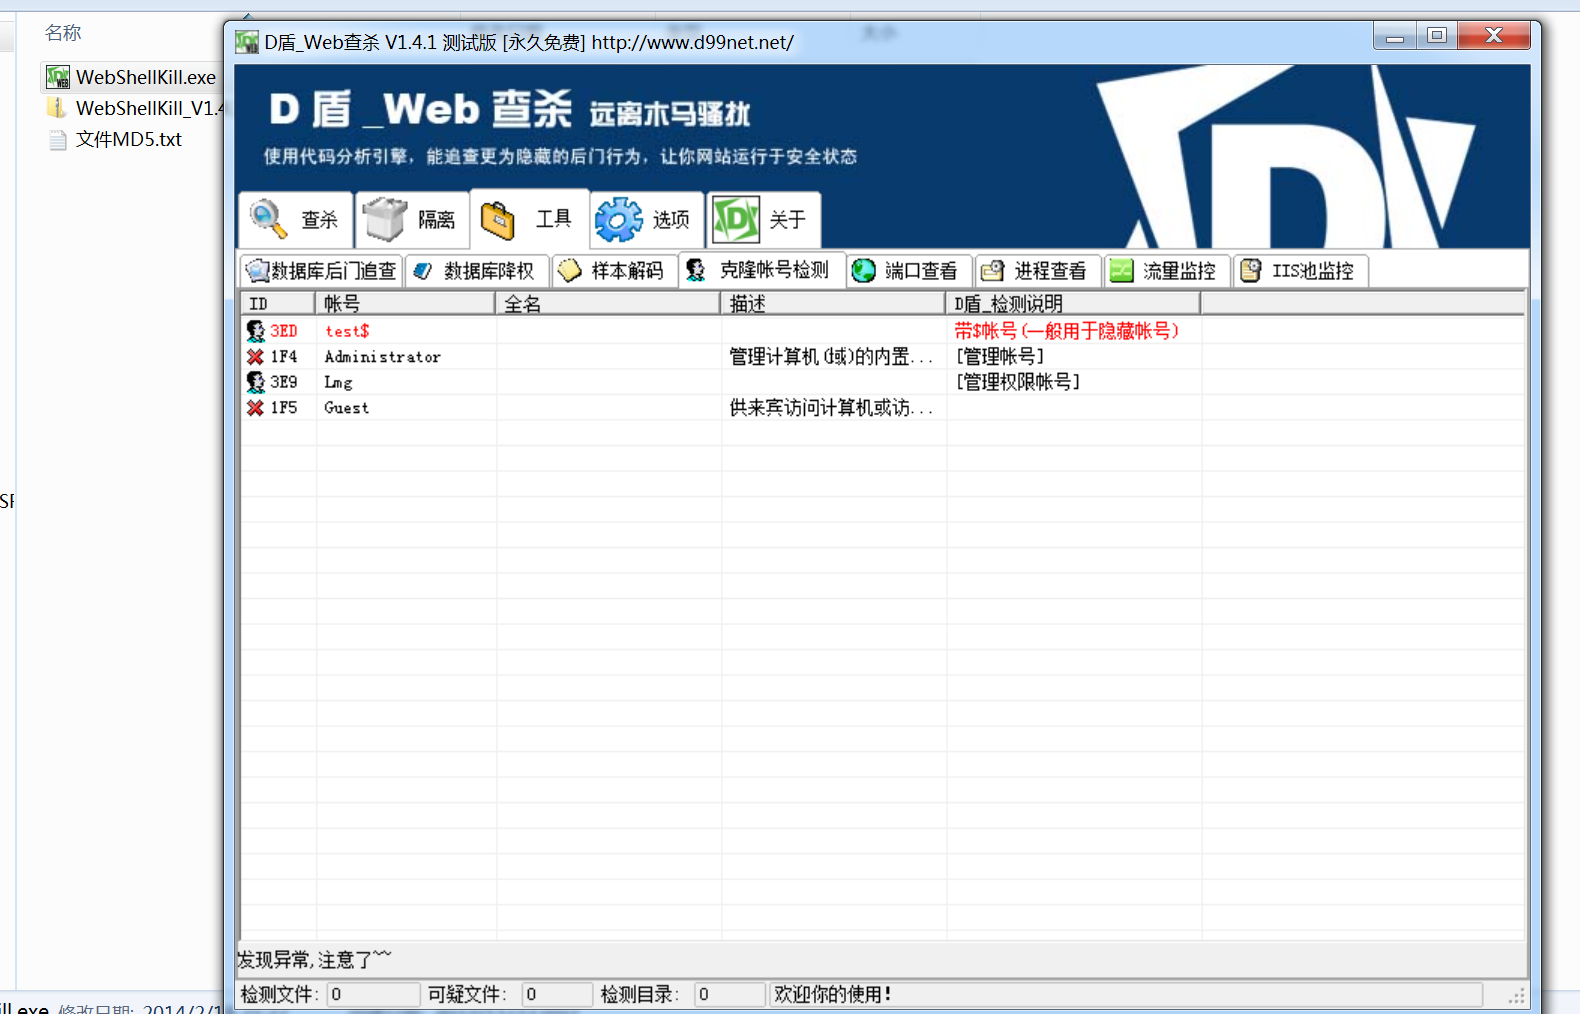 名称
WebShellKill.exe
WebShellKill_V1.4
文件MD5.txt
D盾_Web查杀 V1.4.1 测试版 [永久免费] http://www.d99net.net/
D 盾 _Web 查杀 远离木马骚扰
使用代码分析引擎，能追查更为隐藏的后门行为，让你网站运行于安全状态
查杀 隔离 工具 选项 关于
数据库后门追查 数据库降权 样本解码 克隆帐号检测 端口查看 进程查看 流量监控 IIS池监控
ID 帐号 全名 描述 D盾_检测说明
3ED test$ 带$帐号(一般用于隐藏帐号)
1F4 Administrator 管理计算机(域)的内置... [管理帐号]
3E9 Lmg [管理权限帐号]
1F5 Guest 供来宾访问计算机或访...
发现异常,注意了~~
检测文件: 0 可疑文件: 0 检测目录: 0 欢迎你的使用!
ill.exe 修改日期: 2014/2/1